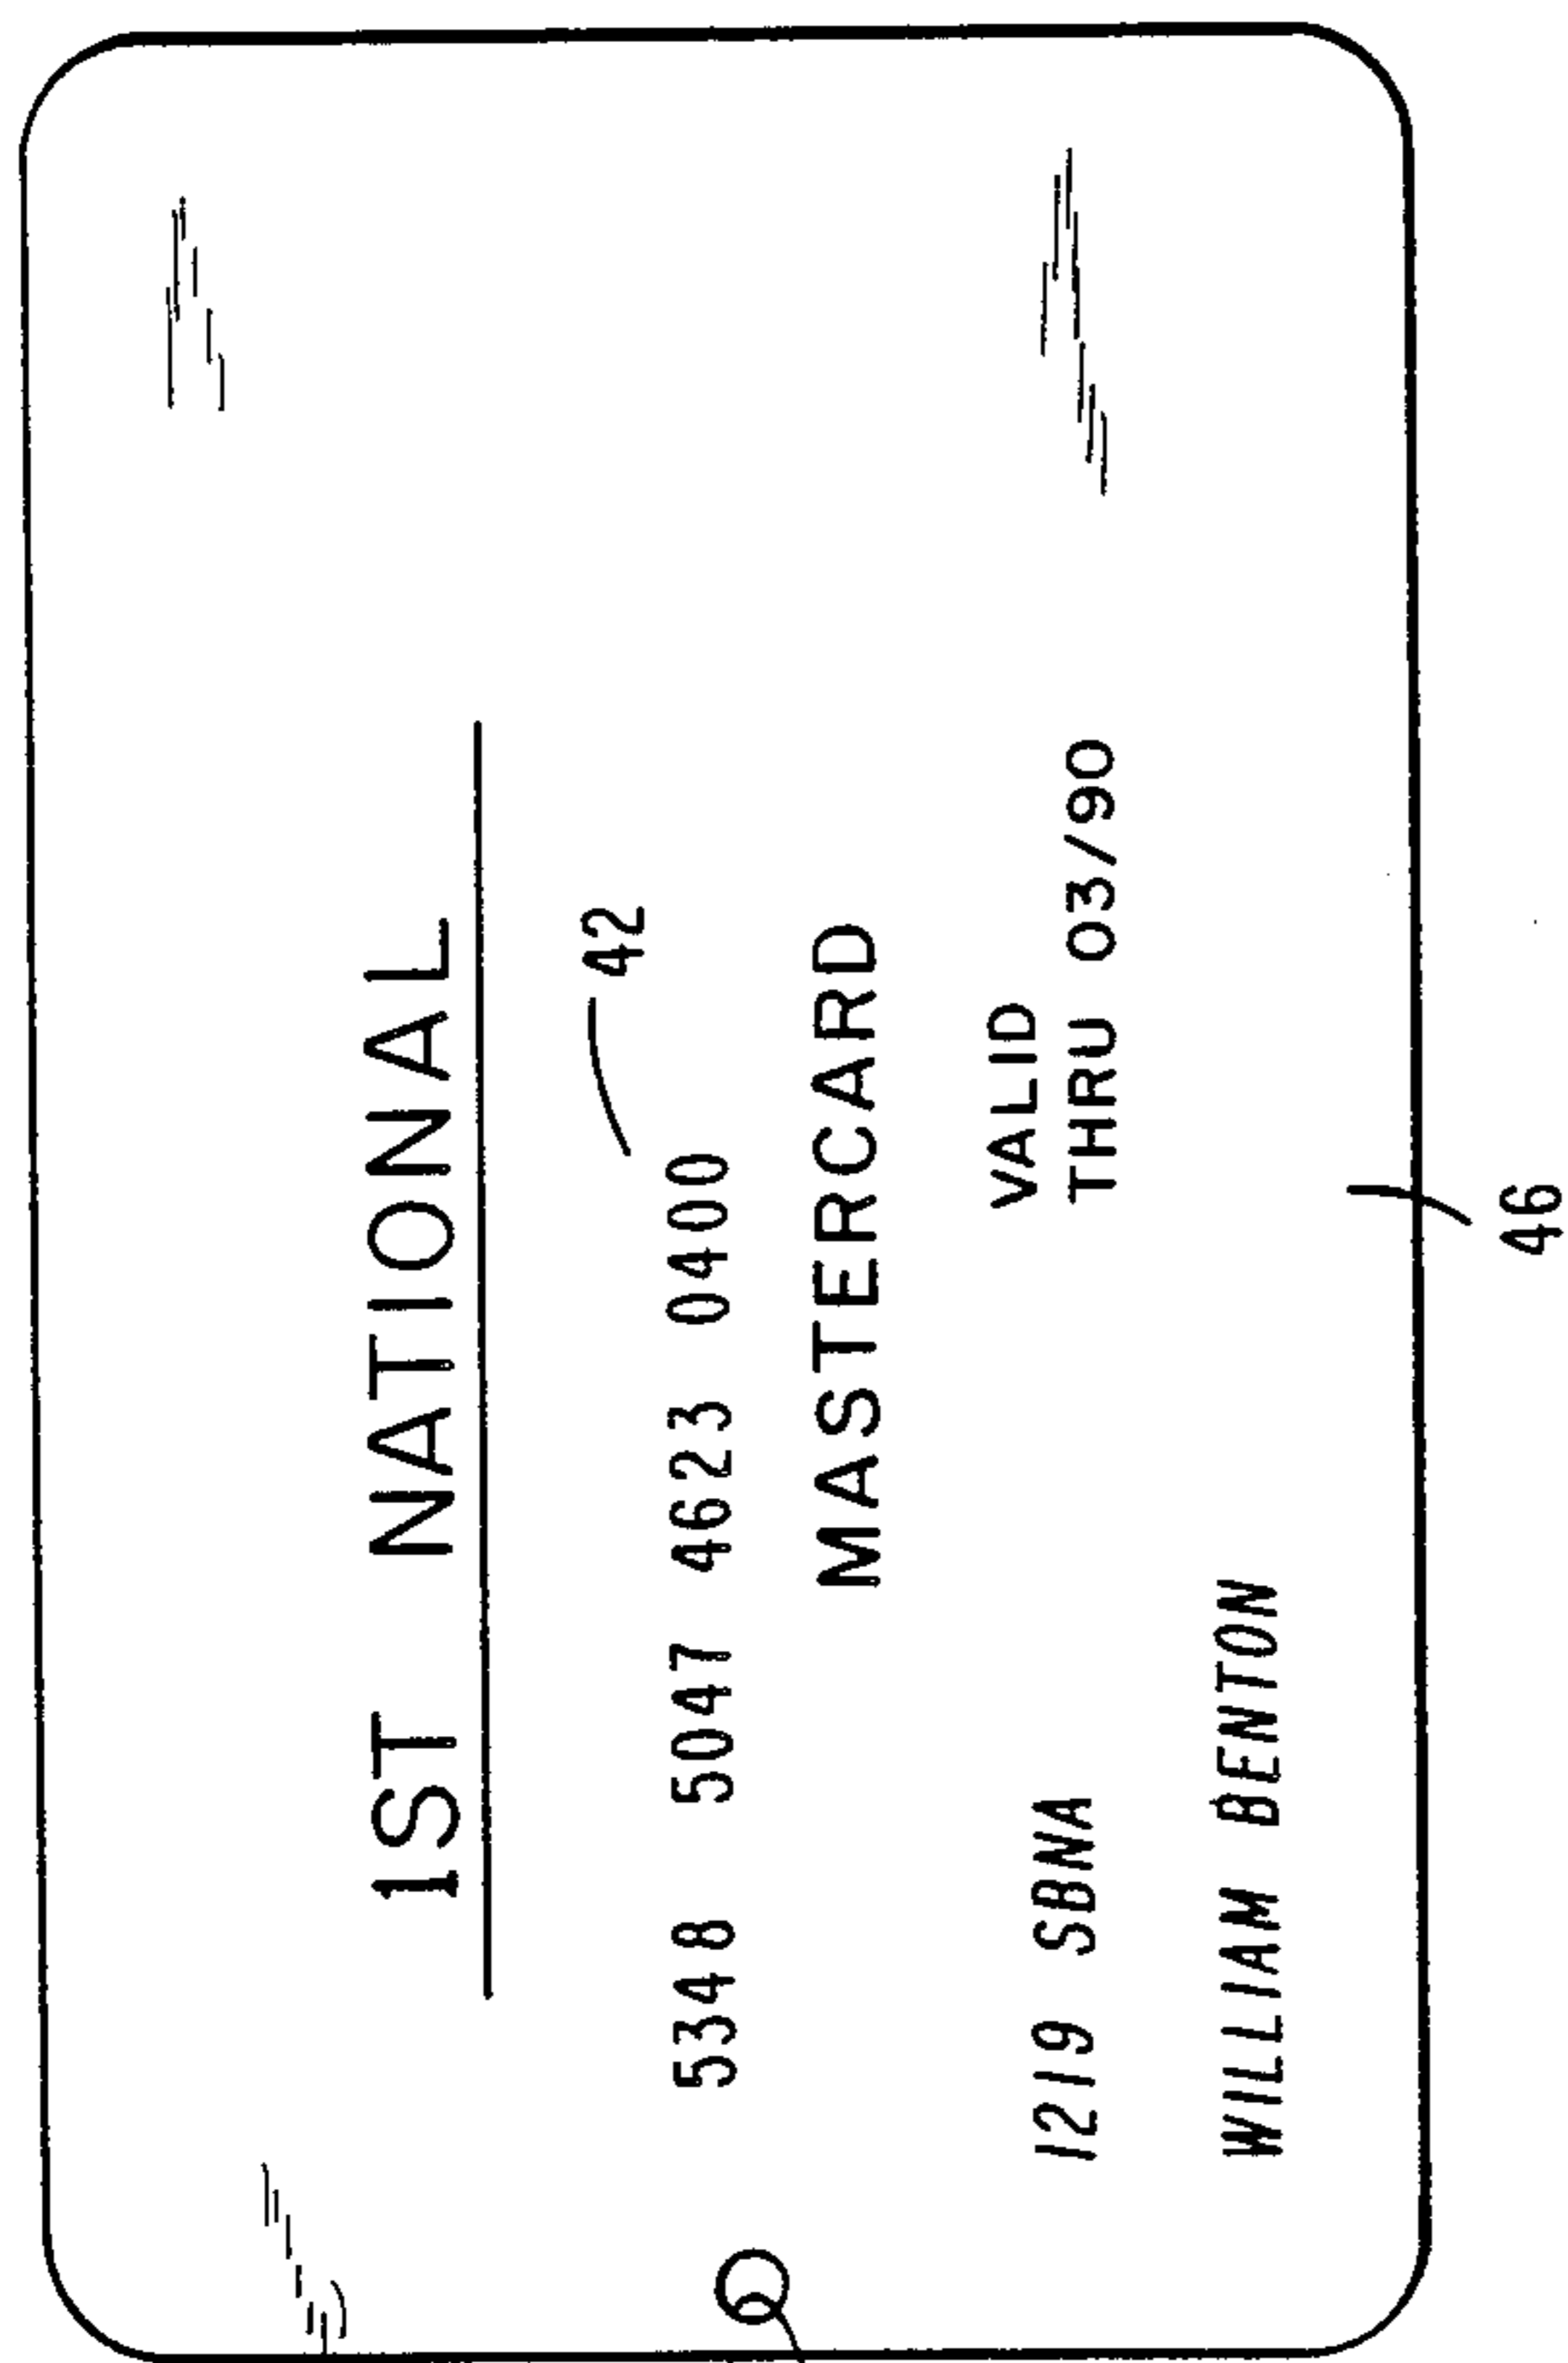 1ST NATIONAL
42
5348 5047 4623 0400
MASTERCARD
VALID
THRU 03/90
1219 SBNA
WILLIAM BENTON
46